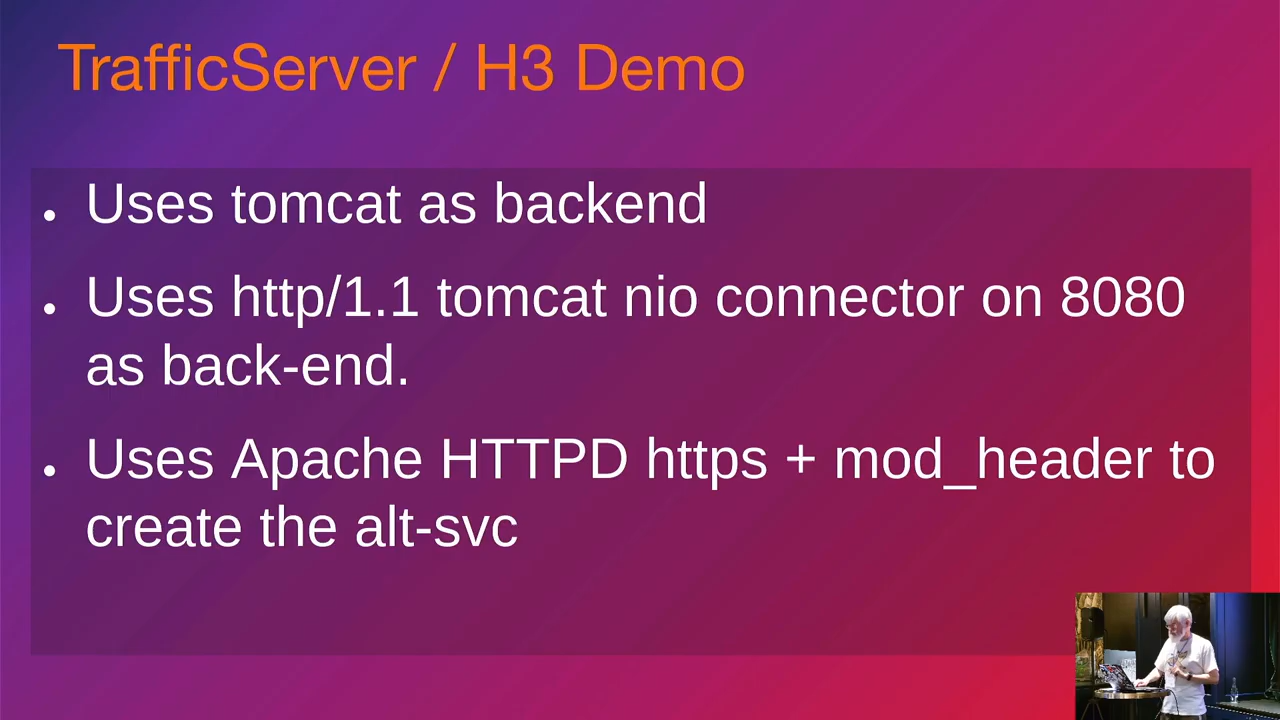 TrafficServer / H3 Demo
Uses tomcat as backend
Uses http/1.1 tomcat nio connector on 8080
as back-end.
Uses Apache HTTPD https + mod_header to
create the alt-svc